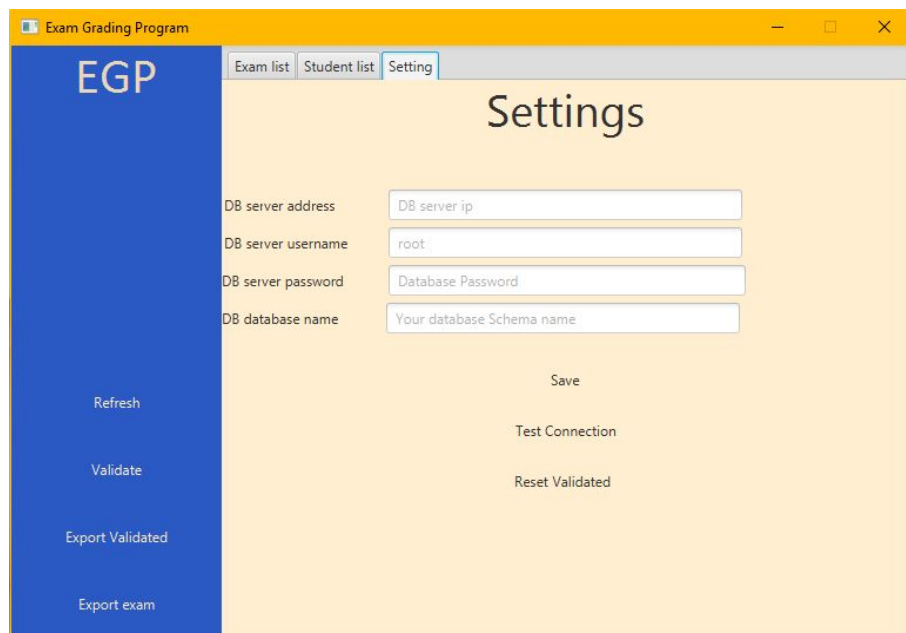 Exam Grading Program
EGP
Exam list Student list Setting
Settings
DB server address DB server ip
DB server username root
DB server password Database Password
DB database name Your database Schema name
Save
Test Connection
Reset Validated
Refresh
Validate
Export Validated
Export exam